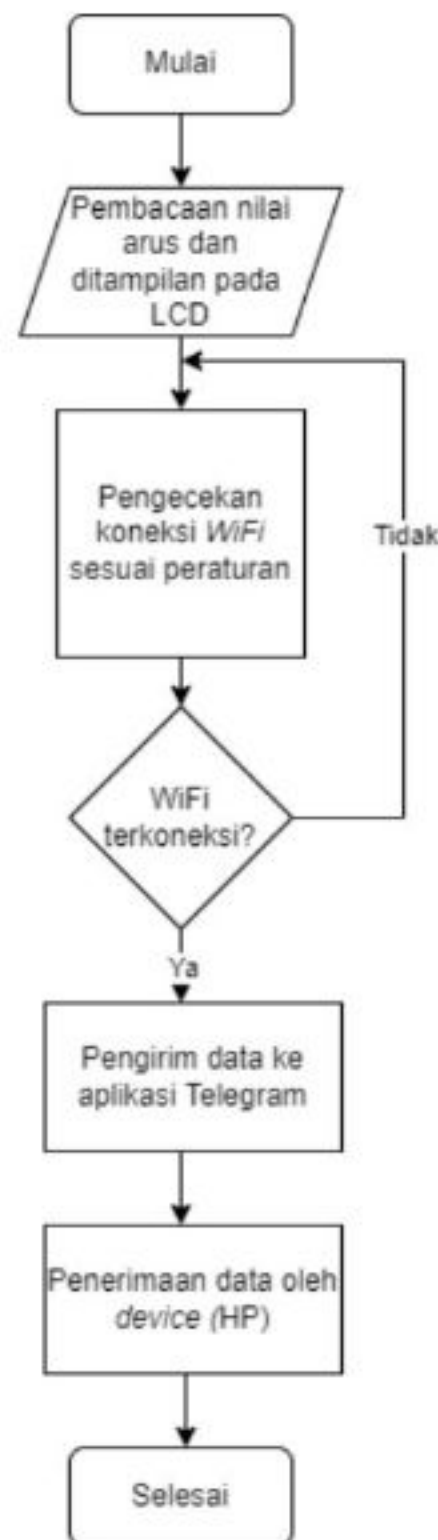 Mulai
Pembacaan nilai
arus dan
ditampilan pada
LCD
Pengecekan
koneksi WiFi
sesuai peraturan
Tidak
WiFi
terkoneksi?
Ya
Pengirim data ke
aplikasi Telegram
Penerimaan data oleh
device (HP)
Selesai